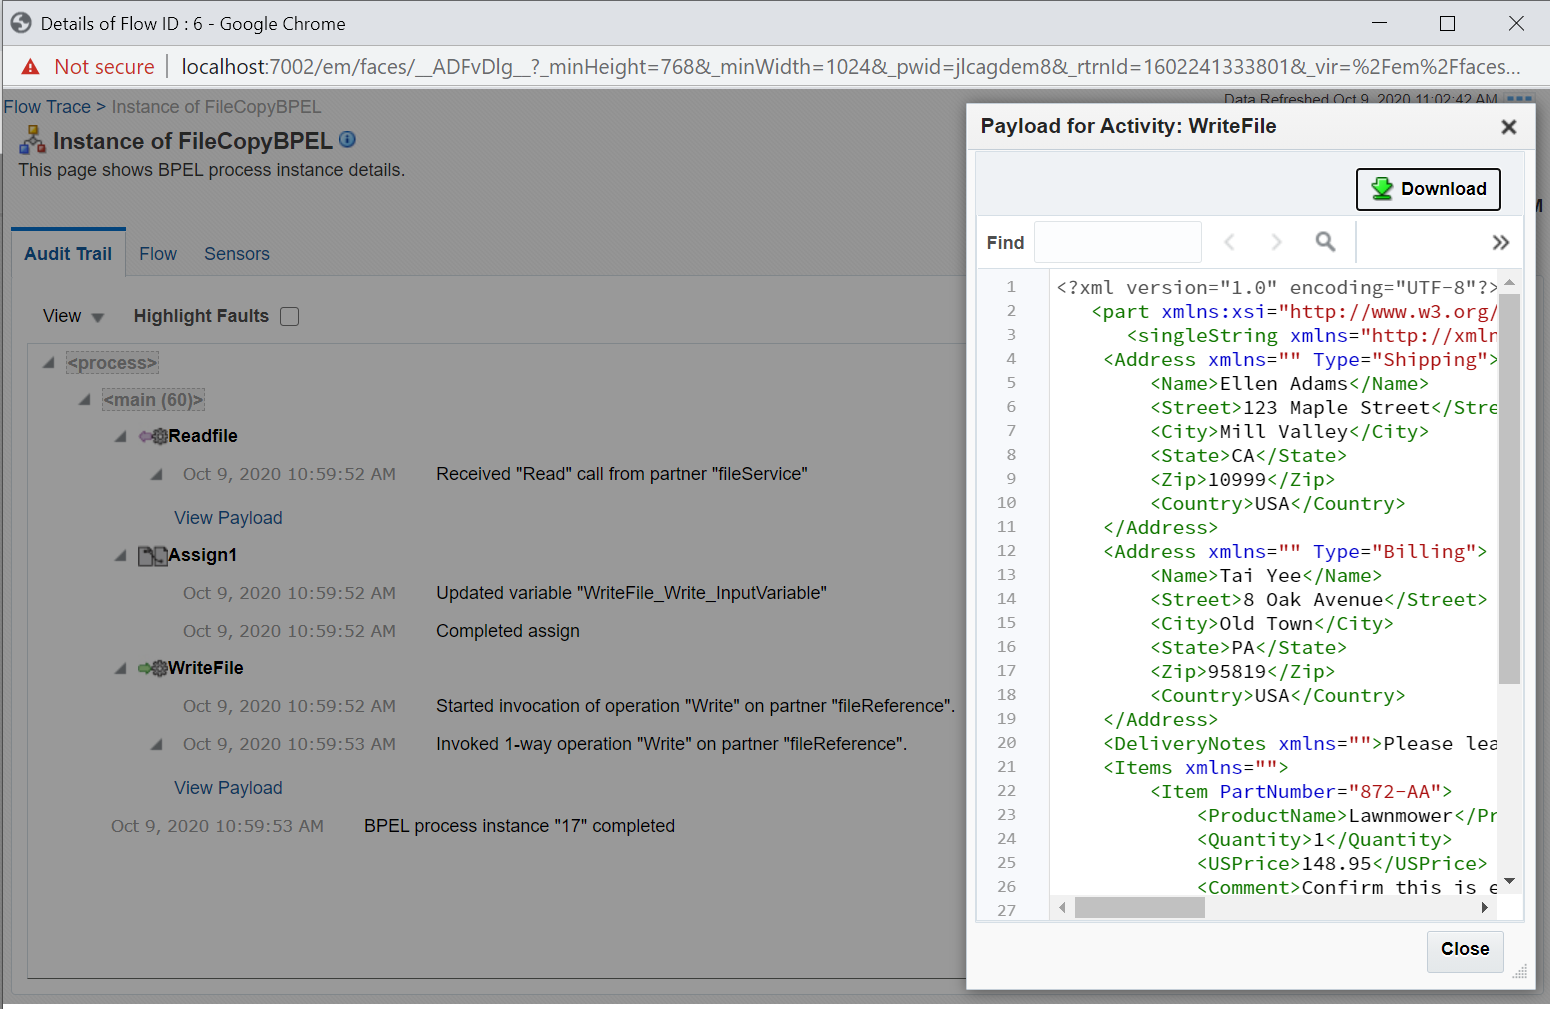 Details of Flow ID : 6 - Google Chrome
Not secure | localhost:7002/em/faces/__ADFvDlg__?_minHeight=768&_minWidth=1024&_pwid=jlcagdem8&_rtrnId=1602241333801&_vir=%2Fem%2Ffaces...
Flow Trace > Instance of FileCopyBPEL
Data Refreshed Oct 9, 2020 11:02:42 AM
Instance of FileCopyBPEL
This page shows BPEL process instance details.
Audit Trail Flow Sensors
View Highlight Faults
<process>
<main (60)>
Readfile
Oct 9, 2020 10:59:52 AM Received "Read" call from partner "fileService"
View Payload
Assign1
Oct 9, 2020 10:59:52 AM Updated variable "WriteFile_Write_InputVariable"
Oct 9, 2020 10:59:52 AM Completed assign
WriteFile
Oct 9, 2020 10:59:52 AM Started invocation of operation "Write" on partner "fileReference".
Oct 9, 2020 10:59:53 AM Invoked 1-way operation "Write" on partner "fileReference".
View Payload
Oct 9, 2020 10:59:53 AM BPEL process instance "17" completed
Payload for Activity: WriteFile
Download
Find
1 <?xml version="1.0" encoding="UTF-8"?>
2 <part xmlns:xsi="http://www.w3.org/
3 <singleString xmlns="http://xmln
4 <Address xmlns="" Type="Shipping">
5 <Name>Ellen Adams</Name>
6 <Street>123 Maple Street</Stre
7 <City>Mill Valley</City>
8 <State>CA</State>
9 <Zip>10999</Zip>
10 <Country>USA</Country>
11 </Address>
12 <Address xmlns="" Type="Billing">
13 <Name>Tai Yee</Name>
14 <Street>8 Oak Avenue</Street>
15 <City>Old Town</City>
16 <State>PA</State>
17 <Zip>95819</Zip>
18 <Country>USA</Country>
19 </Address>
20 <DeliveryNotes xmlns="">Please lea
21 <Items xmlns="">
22 <Item PartNumber="872-AA">
23 <ProductName>Lawnmower</Pr
24 <Quantity>1</Quantity>
25 <USPrice>148.95</USPrice>
26 <Comment>Confirm this is e
27
Close